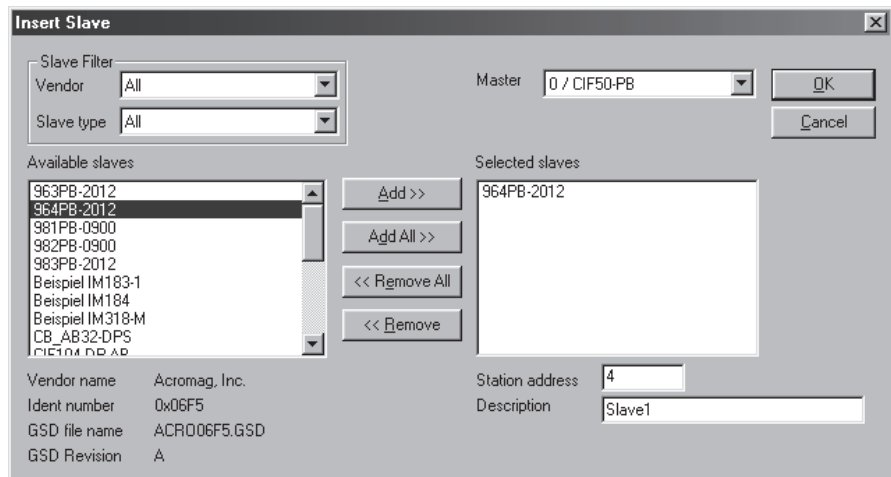 Insert Slave
Slave Filter
Vendor All
Slave type All
Master 0 / CIF50-PB
OK
Cancel
Available slaves
963PB-2012
964PB-2012
981PB-0900
982PB-0900
983PB-2012
Beispiel IM183-1
Beispiel IM184
Beispiel IM318-M
CB_AB32-DPS
CIF104-DP AB
Add >>
Add All >>
<< Remove All
<< Remove
Selected slaves
964PB-2012
Vendor name Acromag, Inc.
Ident number 0x06F5
GSD file name ACRO06F5.GSD
GSD Revision A
Station address 4
Description Slave1